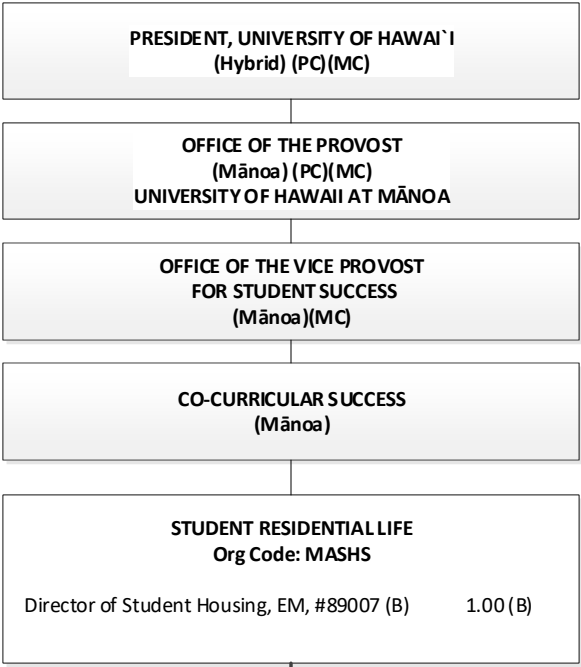 PRESIDENT, UNIVERSITY OF HAWAI`I
(Hybrid) (PC)(MC)
OFFICE OF THE PROVOST
(Mānoa) (PC)(MC)
UNIVERSITY OF HAWAII AT MĀNOA
OFFICE OF THE VICE PROVOST
FOR STUDENT SUCCESS
(Mānoa)(MC)
CO-CURRICULAR SUCCESS
(Mānoa)
STUDENT RESIDENTIAL LIFE
Org Code: MASHS
Director of Student Housing, EM, #89007 (B) 1.00 (B)